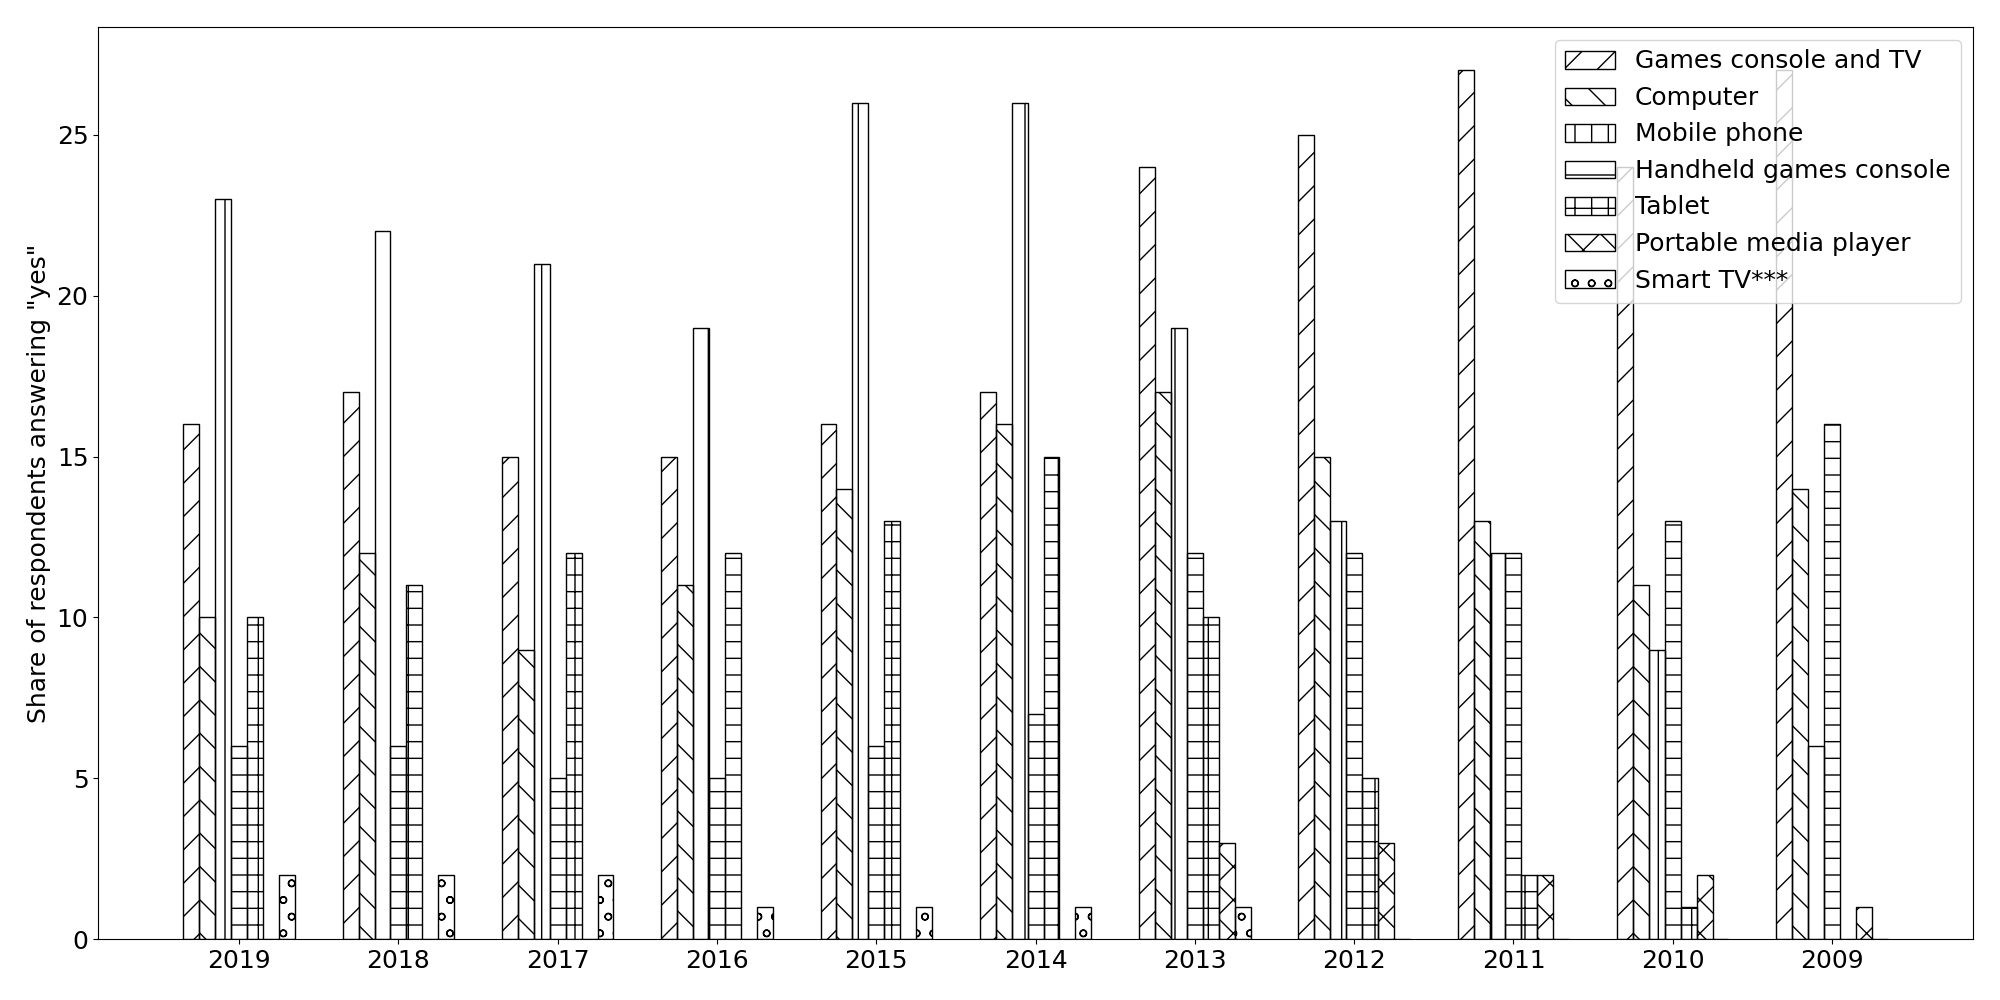 Share of respondents answering "yes"
25
20
15
10
5
0
2019 2018 2017 2016 2015 2014 2013 2012 2011 2010 2009
Games console and TV
Computer
Mobile phone
Handheld games console
Tablet
Portable media player
Smart TV***